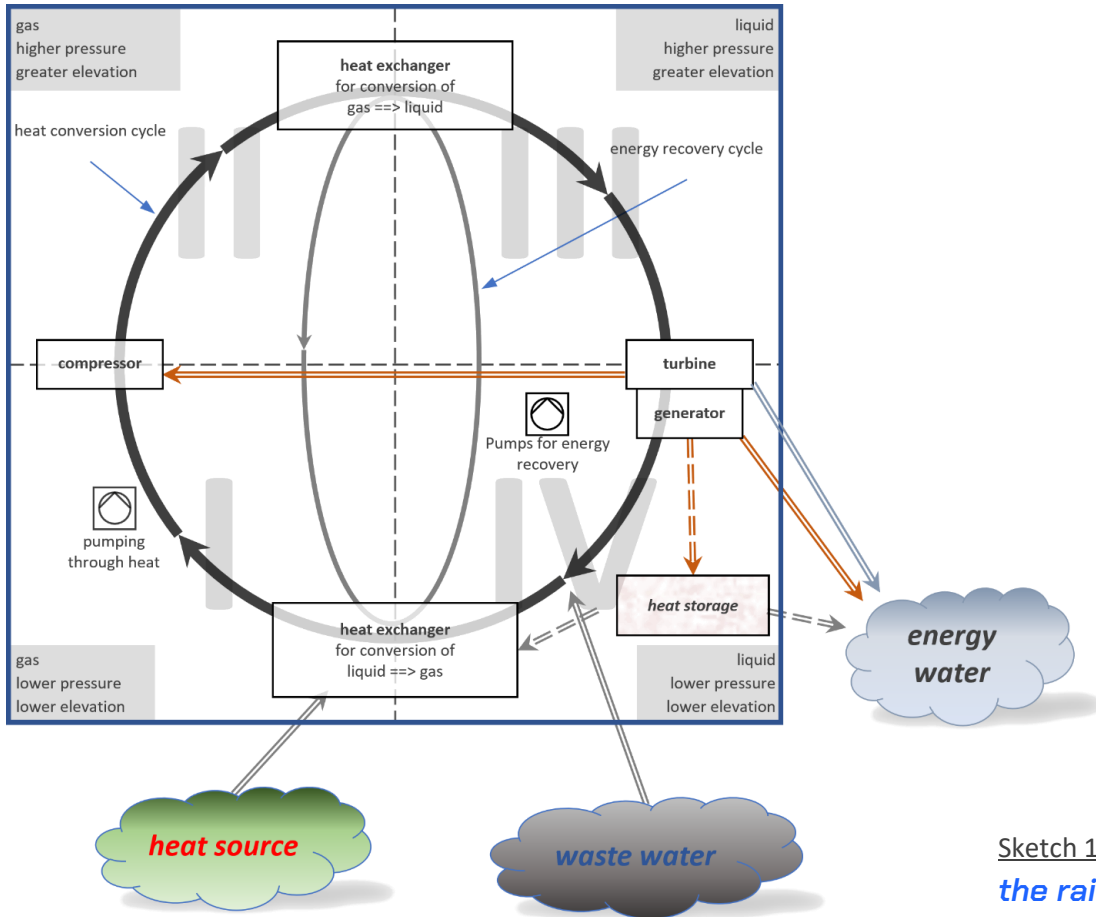 gas
higher pressure
greater elevation
liquid
higher pressure
greater elevation
heat exchanger
for conversion of
gas ==> liquid
heat conversion cycle
energy recovery cycle
II
III
compressor
turbine
generator
Pumps for energy
recovery
I
IV
pumping
through heat
heat storage
heat exchanger
for conversion of
liquid ==> gas
energy
water
gas
lower pressure
lower elevation
liquid
lower pressure
lower elevation
heat source
waste water
Sketch 1
the rai